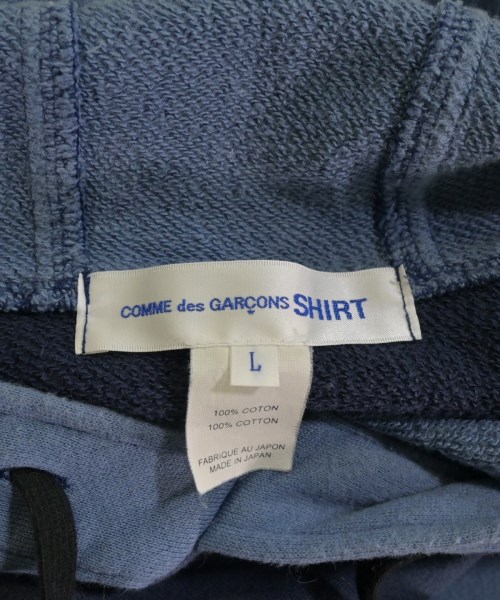 COMME des GARÇONS SHIRT
L
100% COTON
100% COTTON
FABRIQUE AU JAPON
MADE IN JAPAN